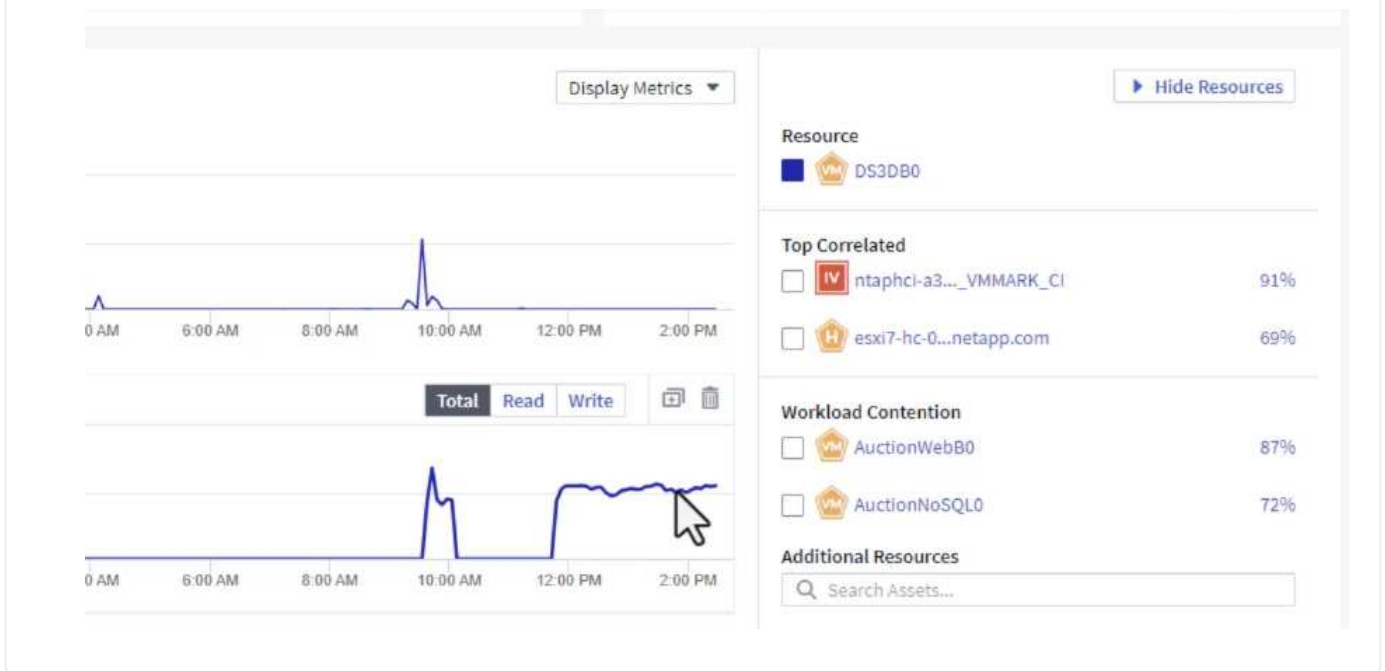 Display Metrics
Hide Resources
Resource
VM DS3DB0
Top Correlated
IV ntaphci-a3..._VMMARK_CI 91%
H esxi7-hc-0...netapp.com 69%
0 AM 6:00 AM 8:00 AM 10:00 AM 12:00 PM 2:00 PM
Total Read Write
Workload Contention
VM AuctionWebB0 87%
VM AuctionNoSQL0 72%
Additional Resources
Search Assets...
0 AM 6:00 AM 8:00 AM 10:00 AM 12:00 PM 2:00 PM